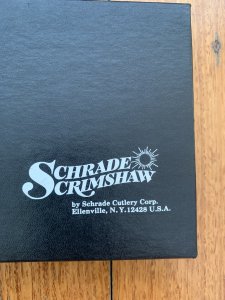 SCHRADE
SCRIMSHAW
by Schrade Cutlery Corp.
Ellenville, N.Y. 12428 U.S.A.